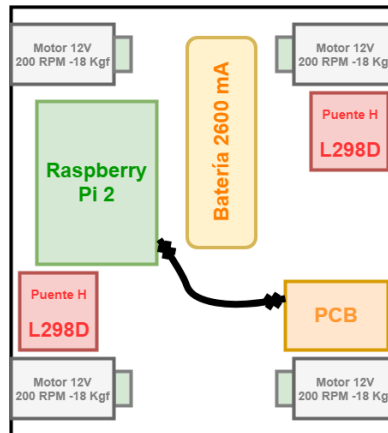 Motor 12V
200 RPM -18 Kgf
Motor 12V
200 RPM -18 Kgf
Batería 2600 mA
Puente H
L298D
Raspberry
Pi 2
Puente H
L298D
PCB
Motor 12V
200 RPM -18 Kgf
Motor 12V
200 RPM -18 Kgf